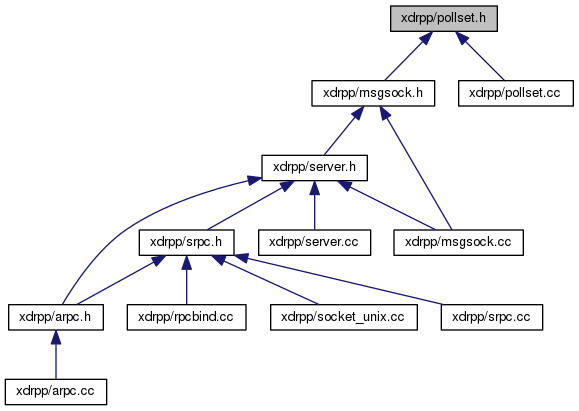 xdrpp/pollset.h
xdrpp/msgsock.h
xdrpp/pollset.cc
xdrpp/server.h
xdrpp/srpc.h
xdrpp/server.cc
xdrpp/msgsock.cc
xdrpp/arpc.h
xdrpp/rpcbind.cc
xdrpp/socket_unix.cc
xdrpp/srpc.cc
xdrpp/arpc.cc